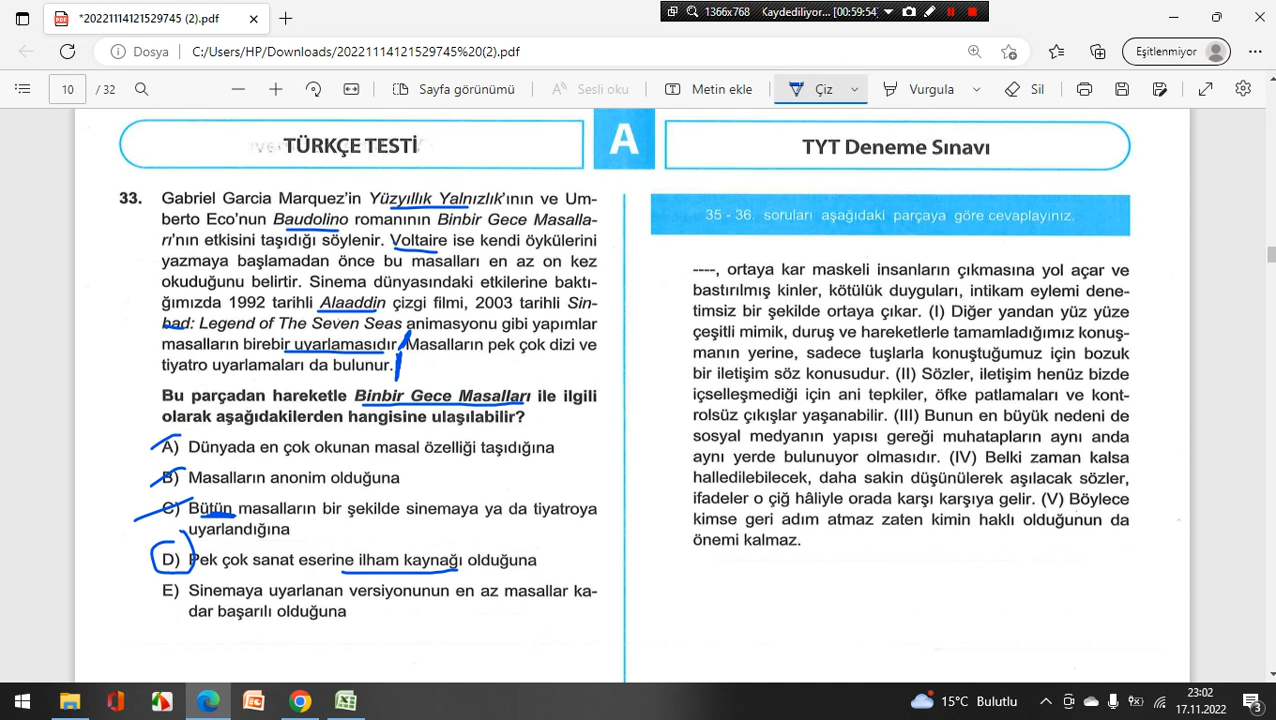 *20221114121529745 (2).pdf
1366x768 Kaydediliyor... [00:59:54]
Dosya C:/Users/HP/Downloads/20221114121529745%20(2).pdf
Eşitlenmiyor
10 / 32 Sayfa görünümü Sesli oku Metin ekle Çiz Vurgula Sil
TÜRKÇE TESTİ
A
TYT Deneme Sınavı
33. Gabriel Garcia Marquez'in Yüzyıllık Yalnızlık'ının ve Um-
berto Eco'nun Baudolino romanının Binbir Gece Masalla-
rı'nın etkisini taşıdığı söylenir. Voltaire ise kendi öykülerini
yazmaya başlamadan önce bu masalları en az on kez
okuduğunu belirtir. Sinema dünyasındaki etkilerine baktı-
ğımızda 1992 tarihli Alaaddin çizgi filmi, 2003 tarihli Sin-
bad: Legend of The Seven Seas animasyonu gibi yapımlar
masalların birebir uyarlamasıdır. Masalların pek çok dizi ve
tiyatro uyarlamaları da bulunur.
Bu parçadan hareketle Binbir Gece Masalları ile ilgili
olarak aşağıdakilerden hangisine ulaşılabilir?
A) Dünyada en çok okunan masal özelliği taşıdığına
B) Masalların anonim olduğuna
C) Bütün masalların bir şekilde sinemaya ya da tiyatroya
uyarlandığına
D) Pek çok sanat eserine ilham kaynağı olduğuna
E) Sinemaya uyarlanan versiyonunun en az masallar ka-
dar başarılı olduğuna
35 - 36. soruları aşağıdaki parçaya göre cevaplayınız.
----, ortaya kar maskeli insanların çıkmasına yol açar ve
bastırılmış kinler, kötülük duyguları, intikam eylemi dene-
timsiz bir şekilde ortaya çıkar. (I) Diğer yandan yüz yüze
çeşitli mimik, duruş ve hareketlerle tamamladığımız konuş-
manın yerine, sadece tuşlarla konuştuğumuz için bozuk
bir iletişim söz konusudur. (II) Sözler, iletişim henüz bizde
içselleşmediği için ani tepkiler, öfke patlamaları ve kont-
rolsüz çıkışlar yaşanabilir. (III) Bunun en büyük nedeni de
sosyal medyanın yapısı gereği muhatapların aynı anda
aynı yerde bulunuyor olmasıdır. (IV) Belki zaman kalsa
halledilebilecek, daha sakin düşünülerek aşılacak sözler,
ifadeler o çiğ hâliyle orada karşı karşıya gelir. (V) Böylece
kimse geri adım atmaz zaten kimin haklı olduğunun da
önemi kalmaz.
15°C Bulutlu
23:02
17.11.2022
3